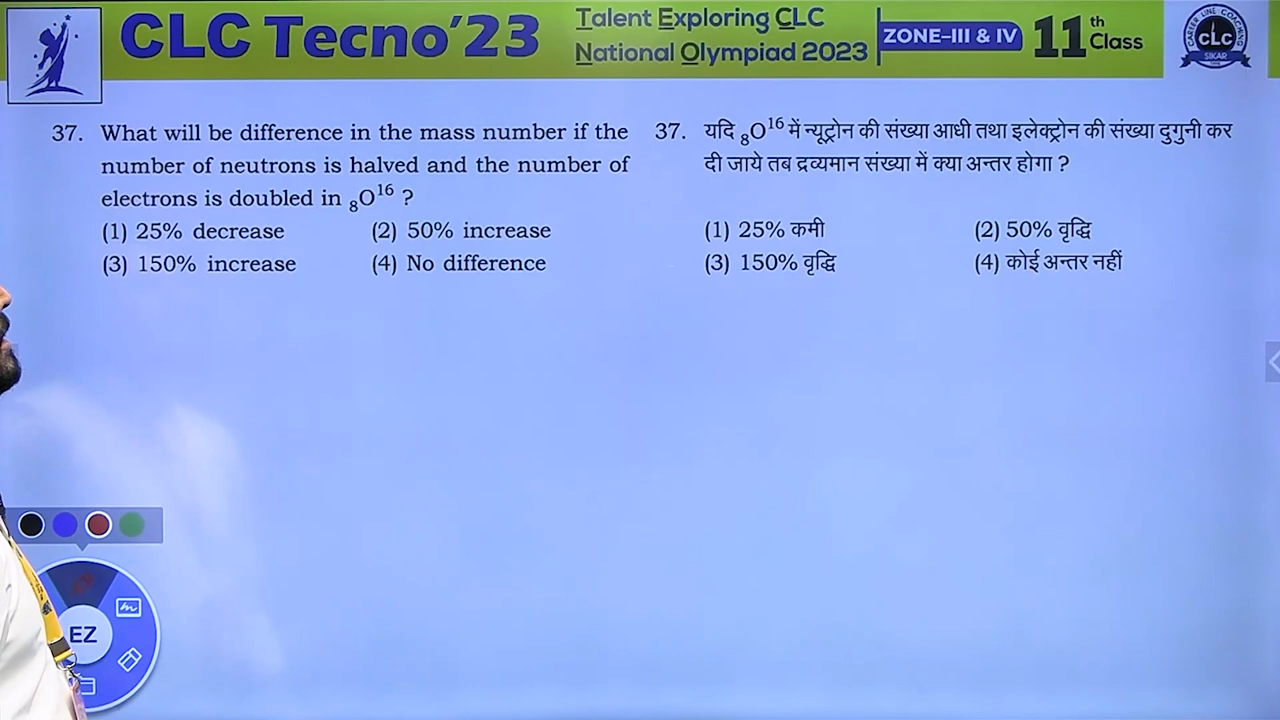 CLC Tecno'23
Talent Exploring CLC
National Olympiad 2023
ZONE–III & IV
11th Class
CAREER LINE COACHING
CLC
SIKAR
37. What will be difference in the mass number if the
number of neutrons is halved and the number of
electrons is doubled in ₈O¹⁶ ?
(1) 25% decrease (2) 50% increase
(3) 150% increase (4) No difference
37. यदि ₈O¹⁶ में न्यूट्रोन की संख्या आधी तथा इलेक्ट्रोन की संख्या दुगुनी कर
दी जाये तब द्रव्यमान संख्या में क्या अन्तर होगा ?
(1) 25% कमी (2) 50% वृद्धि
(3) 150% वृद्धि (4) कोई अन्तर नहीं
EZ